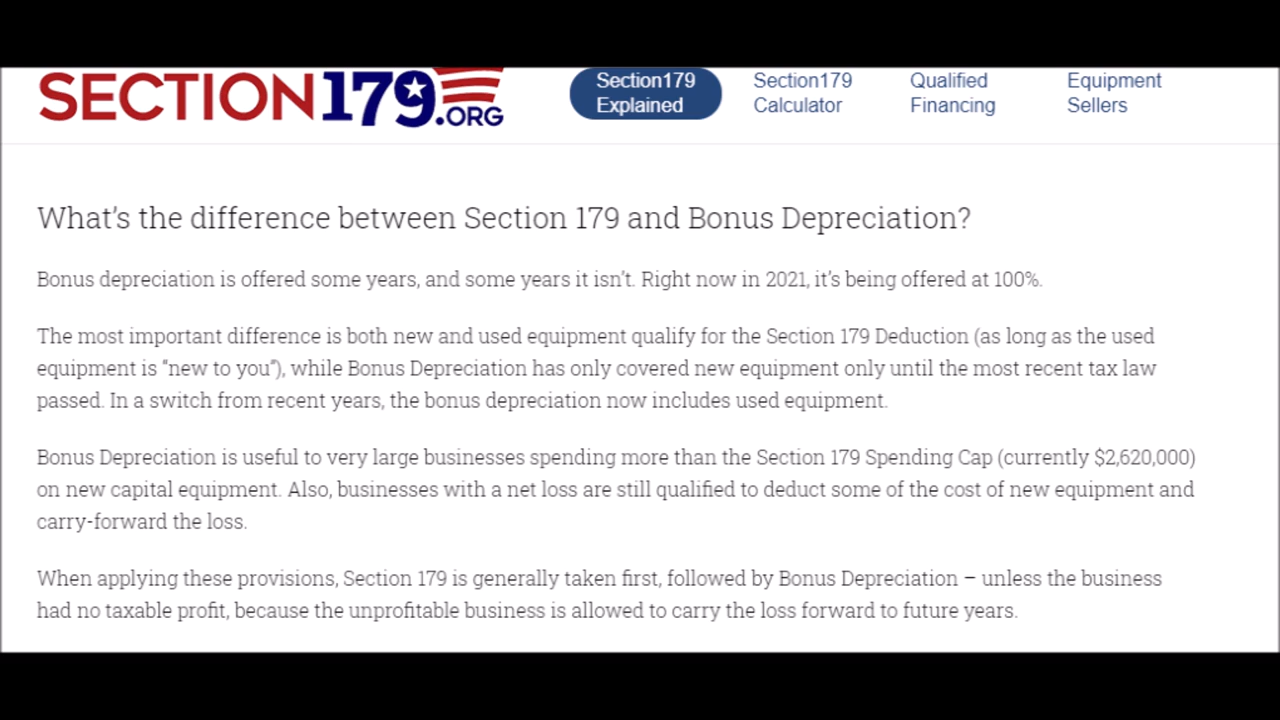 SECTION179.ORG
Section179 Explained
Section179 Calculator
Qualified Financing
Equipment Sellers
What's the difference between Section 179 and Bonus Depreciation?
Bonus depreciation is offered some years, and some years it isn't. Right now in 2021, it's being offered at 100%.
The most important difference is both new and used equipment qualify for the Section 179 Deduction (as long as the used
equipment is “new to you”), while Bonus Depreciation has only covered new equipment only until the most recent tax law
passed. In a switch from recent years, the bonus depreciation now includes used equipment.
Bonus Depreciation is useful to very large businesses spending more than the Section 179 Spending Cap (currently $2,620,000)
on new capital equipment. Also, businesses with a net loss are still qualified to deduct some of the cost of new equipment and
carry-forward the loss.
When applying these provisions, Section 179 is generally taken first, followed by Bonus Depreciation – unless the business
had no taxable profit, because the unprofitable business is allowed to carry the loss forward to future years.